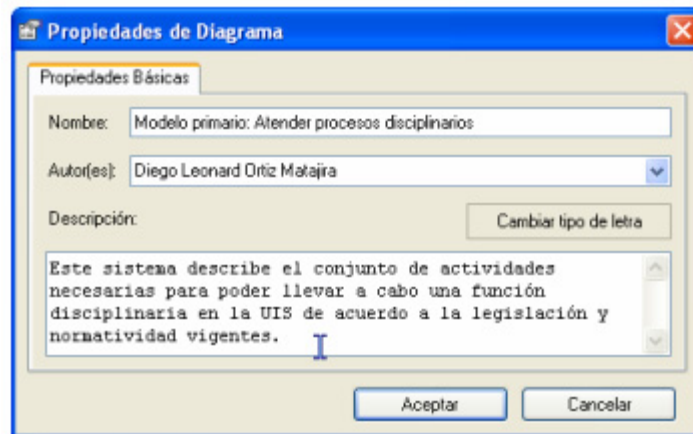 Propiedades de Diagrama
Propiedades Básicas
Nombre: Modelo primario: Atender procesos disciplinarios
Autor(es): Diego Leonard Ortiz Matajira
Descripción: Cambiar tipo de letra
Este sistema describe el conjunto de actividades
necesarias para poder llevar a cabo una función
disciplinaria en la UIS de acuerdo a la legislación y
normatividad vigentes.
Aceptar Cancelar